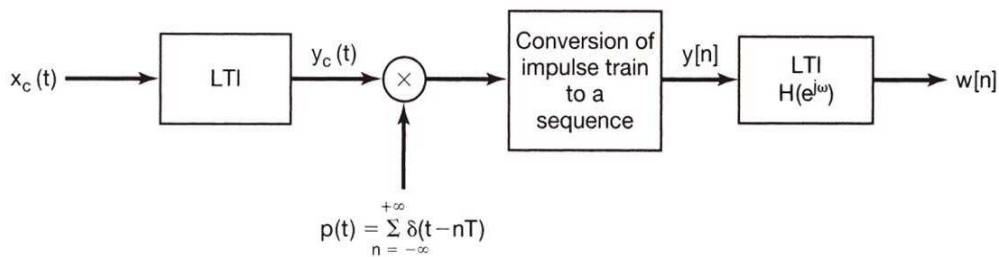 x_c (t)
LTI
y_c (t)
×
Conversion of
impulse train
to a
sequence
y[n]
LTI
H(e^{jω})
w[n]
+∞
p(t) = Σ δ(t−nT)
n = −∞